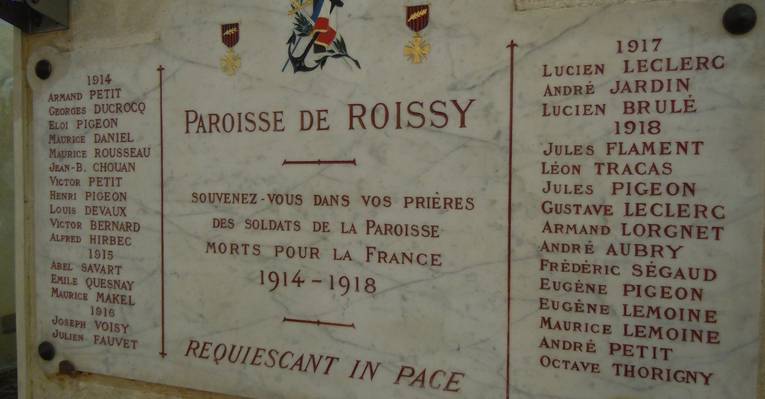 1914
ARMAND PETIT
GEORGES DUCROCQ
ELOI PIGEON
MAURICE DANIEL
MAURICE ROUSSEAU
JEAN-B. CHOUAN
VICTOR PETIT
HENRI PIGEON
LOUIS DEVAUX
VICTOR BERNARD
ALFRED HIRBEC
1915
ABEL SAVART
EMILE QUESNAY
MAURICE MAKEL
1916
JOSEPH VOISY
JULIEN FAUVET
PAROISSE DE ROISSY
SOUVENEZ-VOUS DANS VOS PRIÈRES
DES SOLDATS DE LA PAROISSE
MORTS POUR LA FRANCE
1914-1918
REQUIESCANT IN PACE
1917
LUCIEN LECLERC
ANDRÉ JARDIN
LUCIEN BRULÉ
1918
JULES FLAMENT
LÉON TRACAS
JULES PIGEON
GUSTAVE LECLERC
ARMAND LORGNET
ANDRÉ AUBRY
FRÉDÉRIC SÉGAUD
EUGÈNE PIGEON
EUGÈNE LEMOINE
MAURICE LEMOINE
ANDRÉ PETIT
OCTAVE THORIGNY